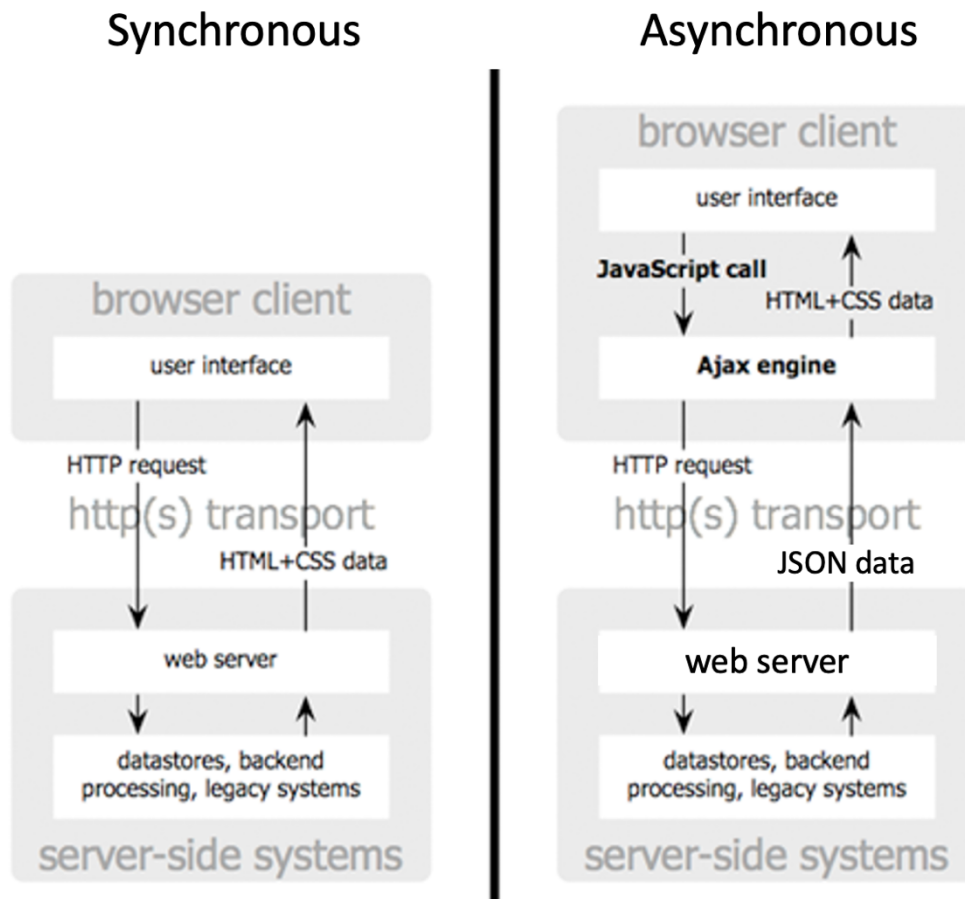 Synchronous
browser client
user interface
HTTP request
http(s) transport
HTML+CSS data
web server
datastores, backend
processing, legacy systems
server-side systems
Asynchronous
browser client
user interface
JavaScript call
HTML+CSS data
Ajax engine
HTTP request
http(s) transport
JSON data
web server
datastores, backend
processing, legacy systems
server-side systems